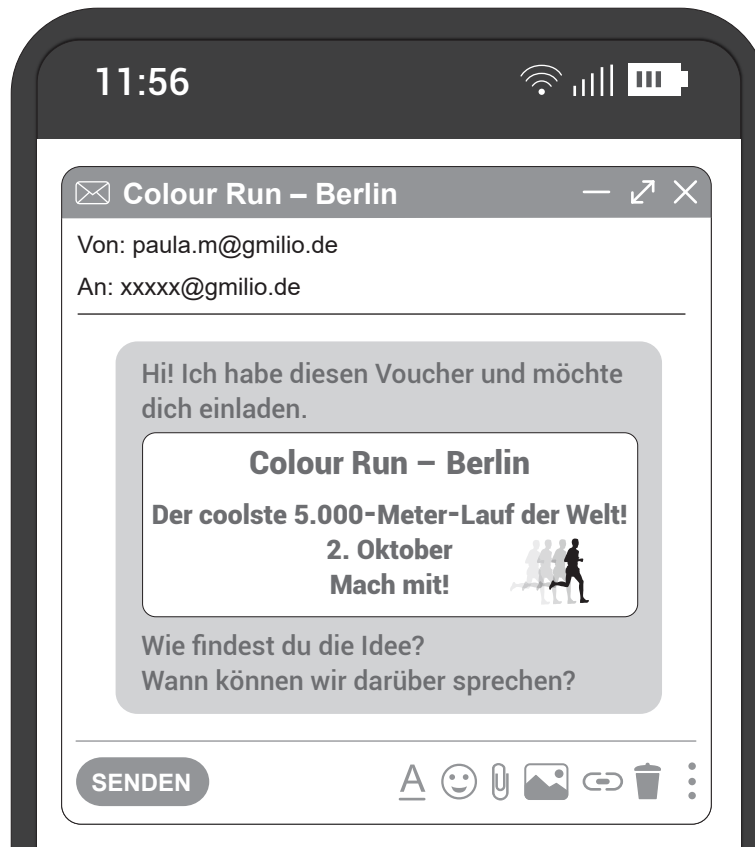 11:56
Colour Run – Berlin
Von: paula.m@gmilio.de
An: xxxxx@gmilio.de
Hi! Ich habe diesen Voucher und möchte
dich einladen.
Colour Run – Berlin
Der coolste 5.000-Meter-Lauf der Welt!
2. Oktober
Mach mit!
Wie findest du die Idee?
Wann können wir darüber sprechen?
SENDEN
A